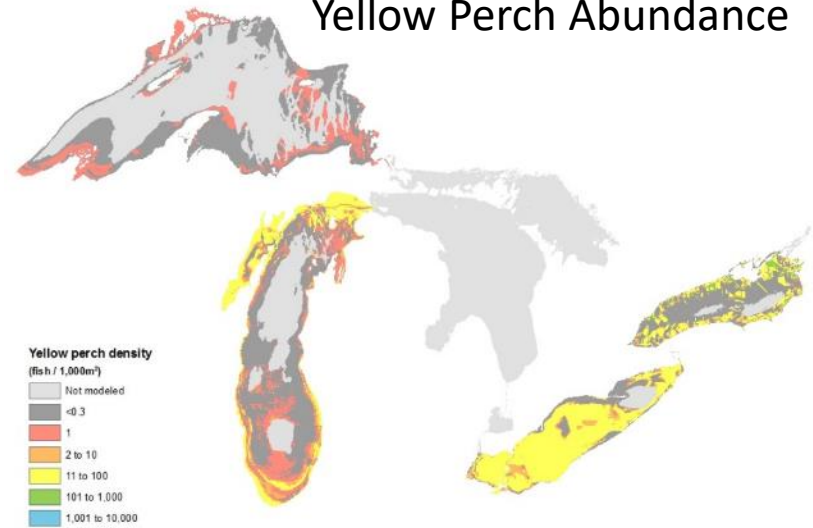 Yellow Perch Abundance
Yellow perch density
(fish / 1,000m²)
Not modeled
<0.3
1
2 to 10
11 to 100
101 to 1,000
1,001 to 10,000